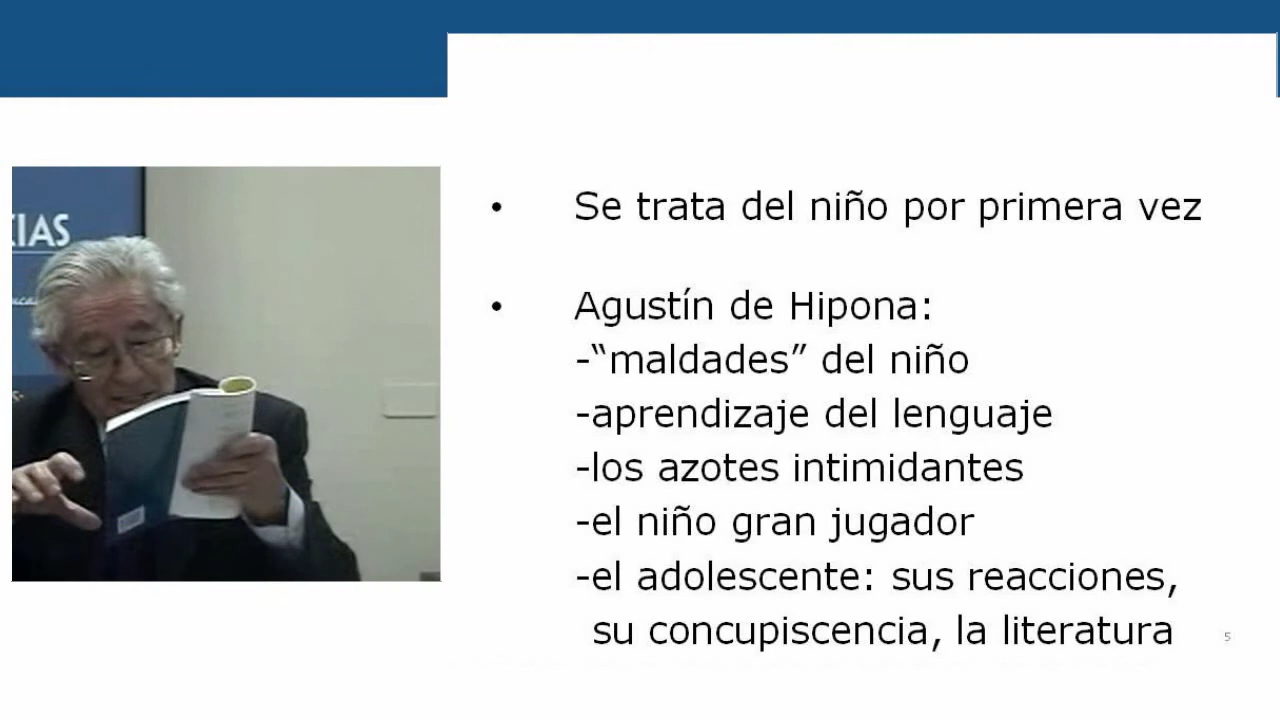 CIAS
• Se trata del niño por primera vez
• Agustín de Hipona:
-“maldades” del niño
-aprendizaje del lenguaje
-los azotes intimidantes
-el niño gran jugador
-el adolescente: sus reacciones,
su concupiscencia, la literatura
5